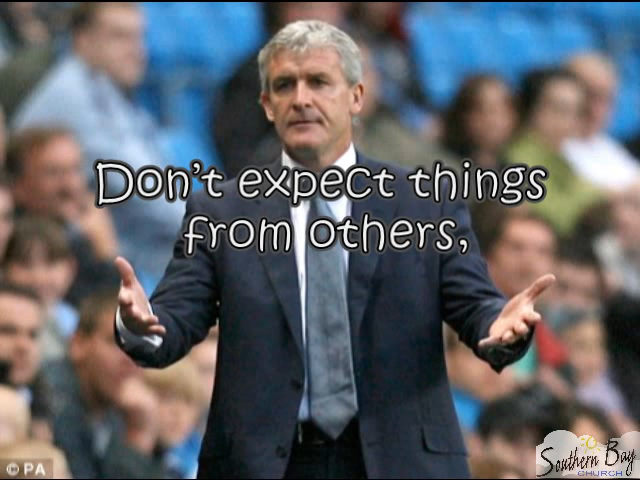 Don't expect things
from others,
© PA
Southern Bay
CHURCH